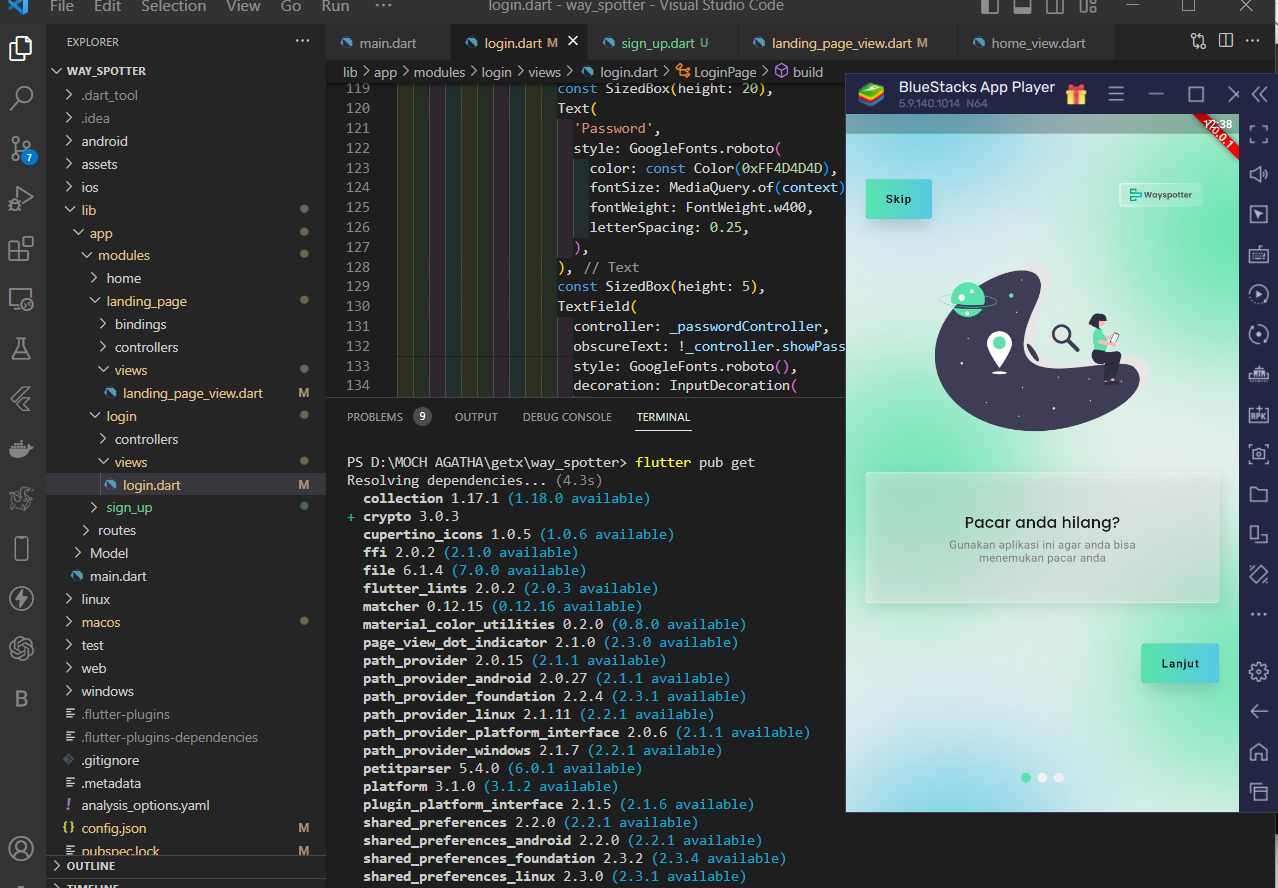 File Edit Selection View Go Run ··· login.dart - way_spotter - Visual Studio Code
EXPLORER
WAY_SPOTTER
.dart_tool
.idea
android
assets
ios
lib
app
modules
home
landing_page
bindings
controllers
views
landing_page_view.dart M
login
controllers
views
login.dart M
sign_up
routes
Model
main.dart
linux
macos
test
web
windows
.flutter-plugins
.flutter-plugins-dependencies
.gitignore
.metadata
analysis_options.yaml
config.json M
pubspec.lock M
OUTLINE
TIMELINE
7
B
main.dart login.dart M sign_up.dart U landing_page_view.dart M home_view.dart
lib > app > modules > login > views > login.dart > LoginPage > build
119 const SizedBox(height: 20),
120 Text(
121 'Password',
122 style: GoogleFonts.roboto(
123 color: const Color(0xFF4D4D4D),
124 fontSize: MediaQuery.of(context)
125 fontWeight: FontWeight.w400,
126 letterSpacing: 0.25,
127 ),
128 ), // Text
129 const SizedBox(height: 5),
130 TextField(
131 controller: _passwordController,
132 obscureText: !_controller.showPass
133 style: GoogleFonts.roboto(),
134 decoration: InputDecoration(
PROBLEMS 9 OUTPUT DEBUG CONSOLE TERMINAL
PS D:\MOCH AGATHA\getx\way_spotter> flutter pub get
Resolving dependencies... (4.3s)
collection 1.17.1 (1.18.0 available)
+ crypto 3.0.3
cupertino_icons 1.0.5 (1.0.6 available)
ffi 2.0.2 (2.1.0 available)
file 6.1.4 (7.0.0 available)
flutter_lints 2.0.2 (2.0.3 available)
matcher 0.12.15 (0.12.16 available)
material_color_utilities 0.2.0 (0.8.0 available)
page_view_dot_indicator 2.1.0 (2.3.0 available)
path_provider 2.0.15 (2.1.1 available)
path_provider_android 2.0.27 (2.1.1 available)
path_provider_foundation 2.2.4 (2.3.1 available)
path_provider_linux 2.1.11 (2.2.1 available)
path_provider_platform_interface 2.0.6 (2.1.1 available)
path_provider_windows 2.1.7 (2.2.1 available)
petitparser 5.4.0 (6.0.1 available)
platform 3.1.0 (3.1.2 available)
plugin_platform_interface 2.1.5 (2.1.6 available)
shared_preferences 2.2.0 (2.2.1 available)
shared_preferences_android 2.2.0 (2.2.1 available)
shared_preferences_foundation 2.3.2 (2.3.4 available)
shared_preferences_linux 2.3.0 (2.3.1 available)
BlueStacks App Player
5.9.140.1014 N64
Skip
Wayspotter
Pacar anda hilang?
Gunakan aplikasi ini agar anda bisa
menemukan pacar anda
Lanjut